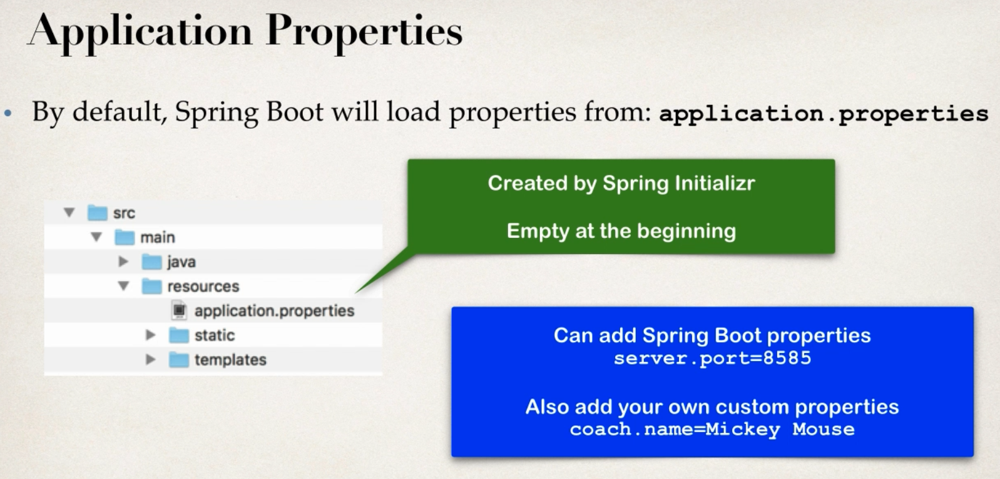 Application Properties
By default, Spring Boot will load properties from: application.properties
Created by Spring Initializr
Empty at the beginning
src
main
java
resources
application.properties
static
templates
Can add Spring Boot properties
server.port=8585
Also add your own custom properties
coach.name=Mickey Mouse